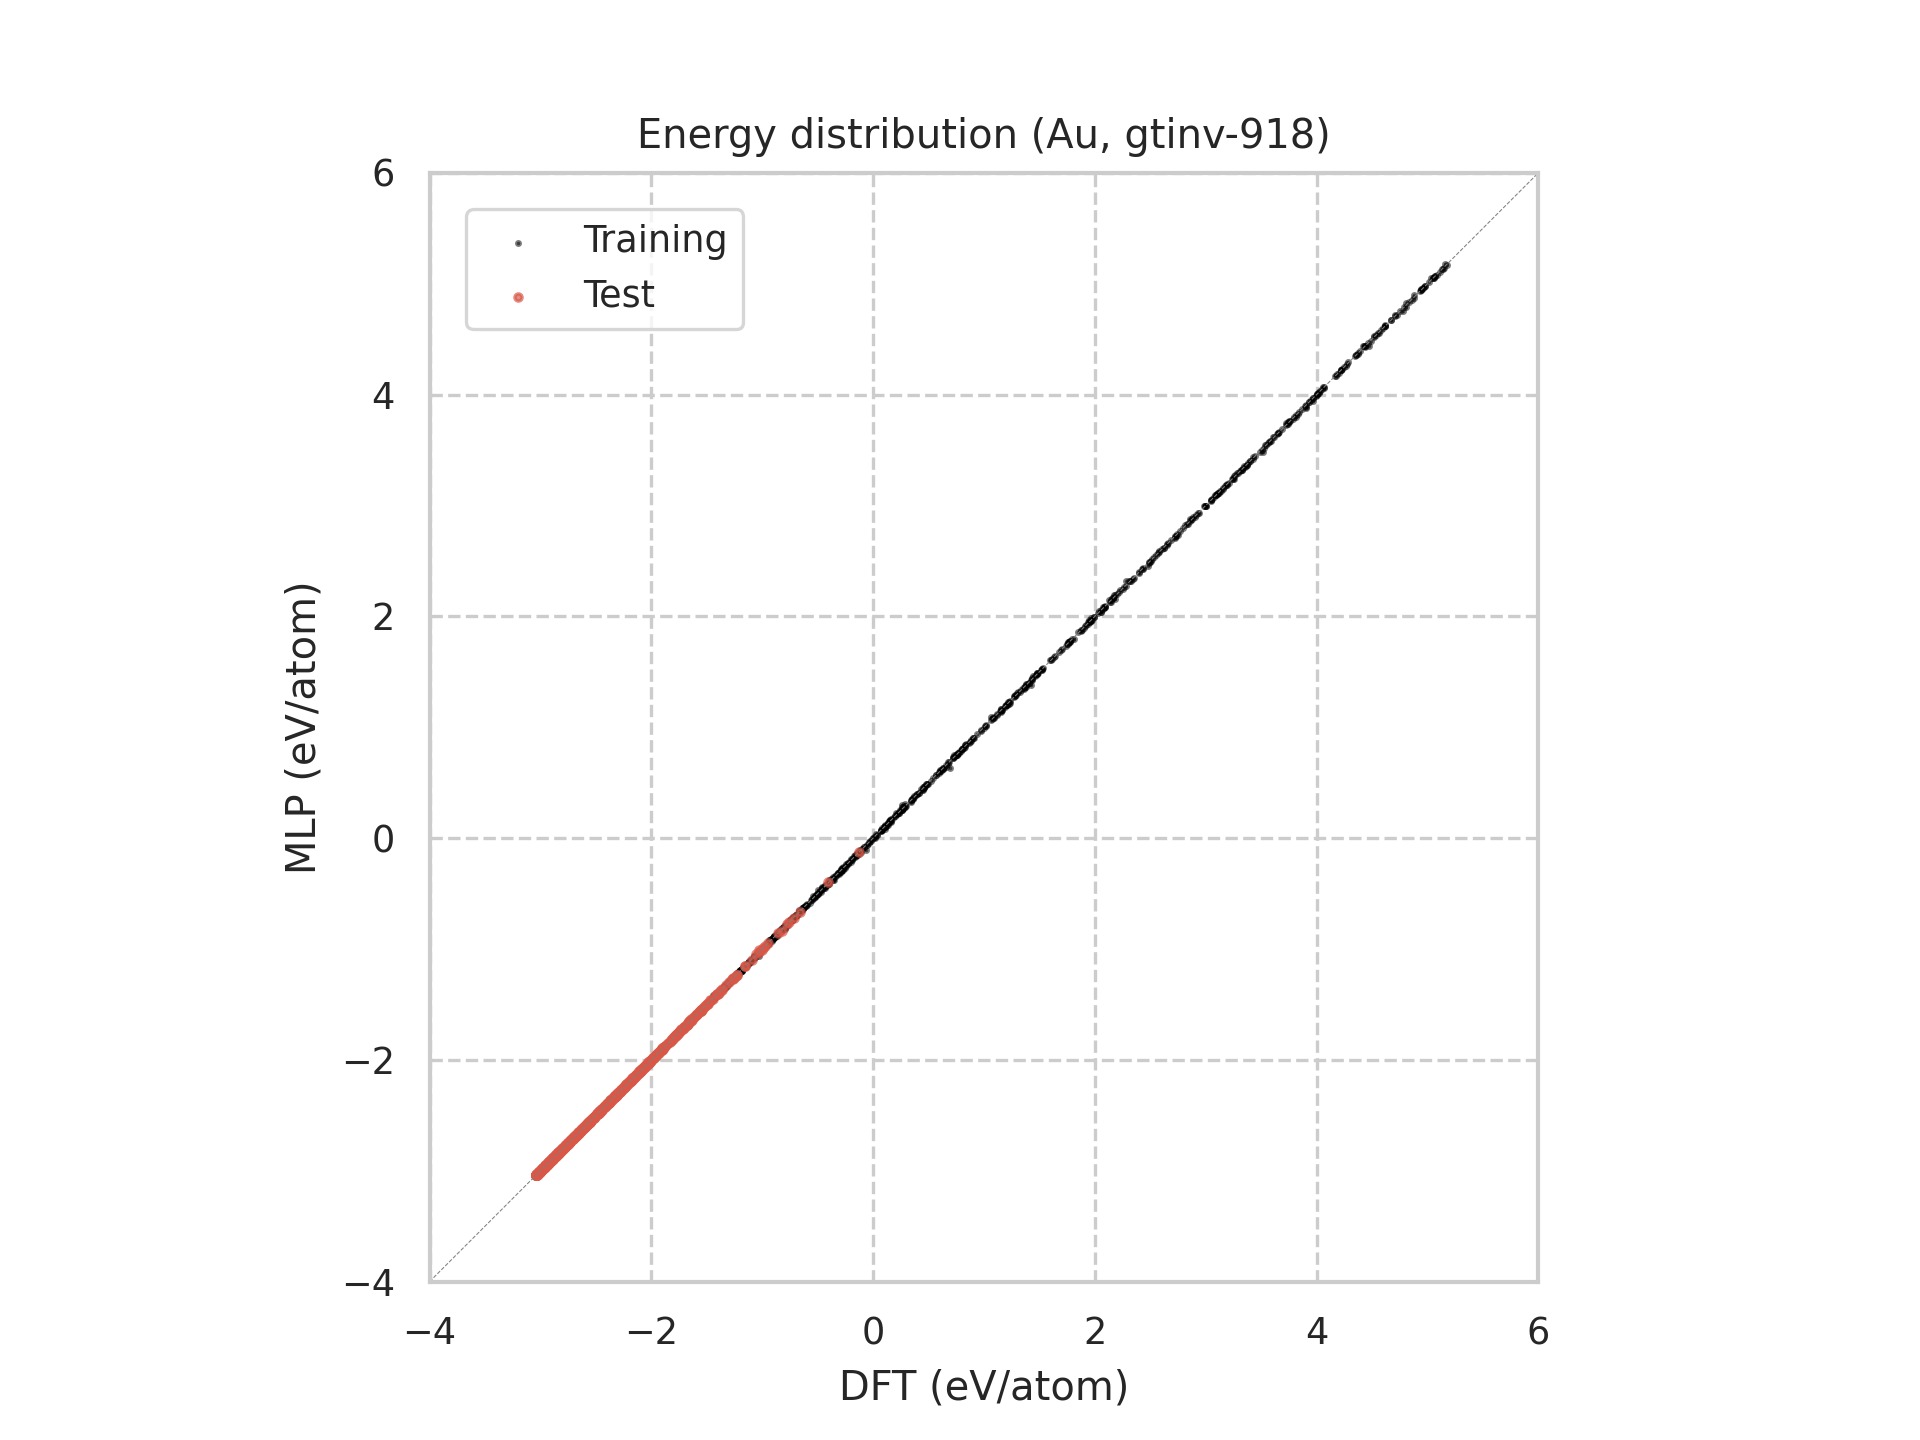 Energy distribution (Au, gtinv-918)
6
Training
Test
4
2
0
−2
−4
MLP (eV/atom)
−4 −2 0 2 4 6
DFT (eV/atom)